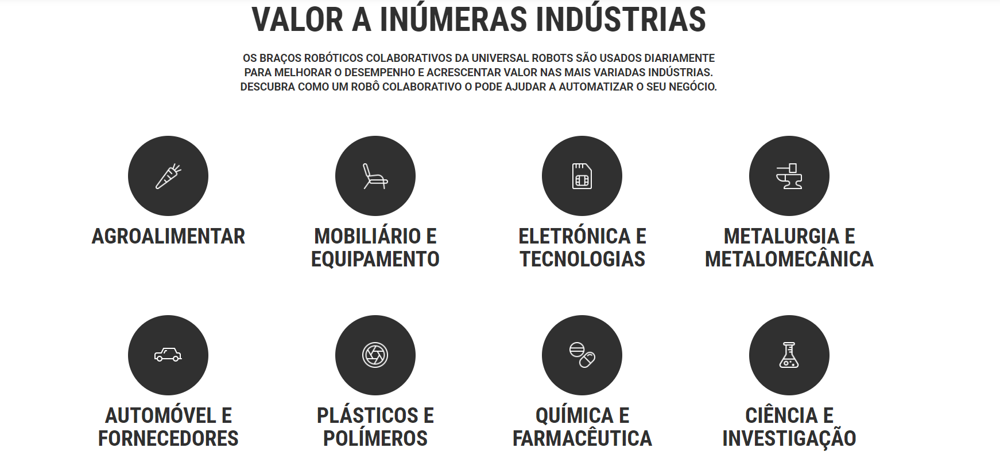 VALOR A INÚMERAS INDÚSTRIAS
OS BRAÇOS ROBÓTICOS COLABORATIVOS DA UNIVERSAL ROBOTS SÃO USADOS DIARIAMENTE
PARA MELHORAR O DESEMPENHO E ACRESCENTAR VALOR NAS MAIS VARIADAS INDÚSTRIAS.
DESCUBRA COMO UM ROBÔ COLABORATIVO O PODE AJUDAR A AUTOMATIZAR O SEU NEGÓCIO.
AGROALIMENTAR
MOBILIÁRIO E
EQUIPAMENTO
ELETRÓNICA E
TECNOLOGIAS
METALURGIA E
METALOMECÂNICA
AUTOMÓVEL E
FORNECEDORES
PLÁSTICOS E
POLÍMEROS
QUÍMICA E
FARMACÊUTICA
CIÊNCIA E
INVESTIGAÇÃO